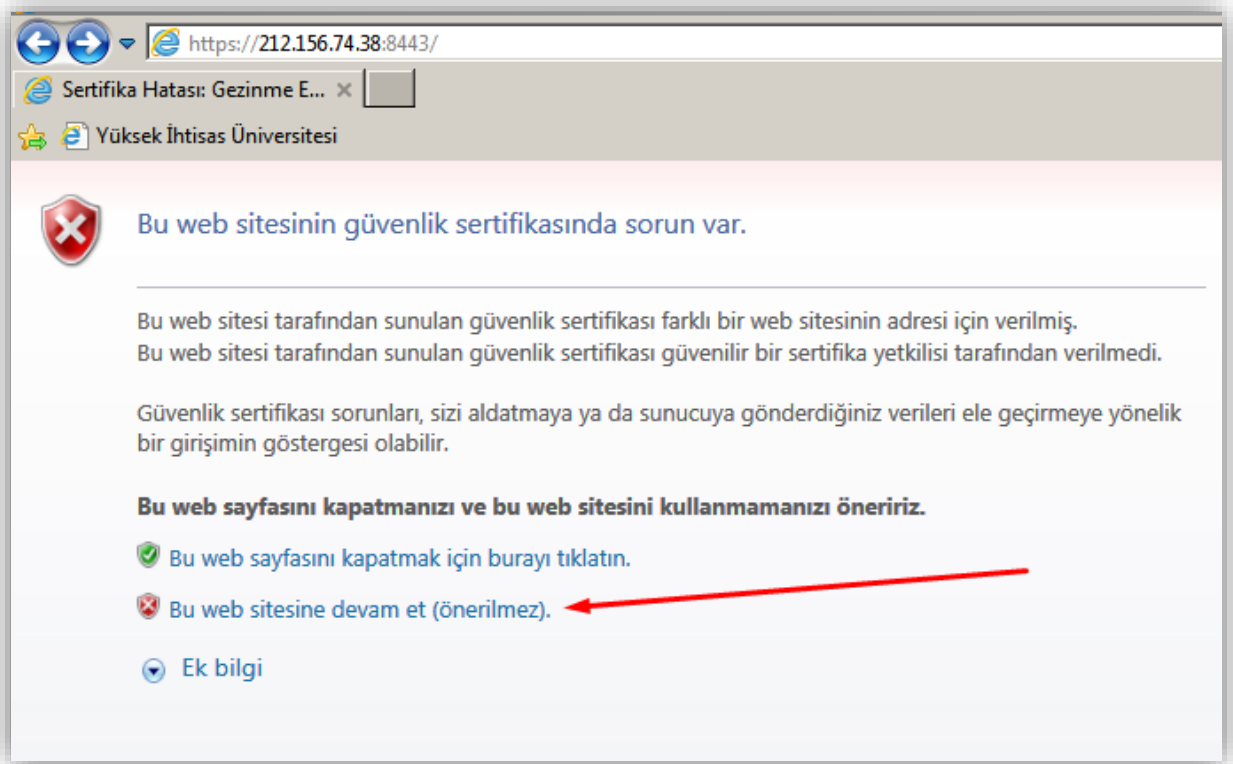 https://212.156.74.38:8443/
Sertifika Hatası: Gezinme E...
Yüksek İhtisas Üniversitesi
Bu web sitesinin güvenlik sertifikasında sorun var.
Bu web sitesi tarafından sunulan güvenlik sertifikası farklı bir web sitesinin adresi için verilmiş.
Bu web sitesi tarafından sunulan güvenlik sertifikası güvenilir bir sertifika yetkilisi tarafından verilmedi.
Güvenlik sertifikası sorunları, sizi aldatmaya ya da sunucuya gönderdiğiniz verileri ele geçirmeye yönelik
bir girişimin göstergesi olabilir.
Bu web sayfasını kapatmanızı ve bu web sitesini kullanmamanızı öneririz.
Bu web sayfasını kapatmak için burayı tıklatın.
Bu web sitesine devam et (önerilmez).
Ek bilgi